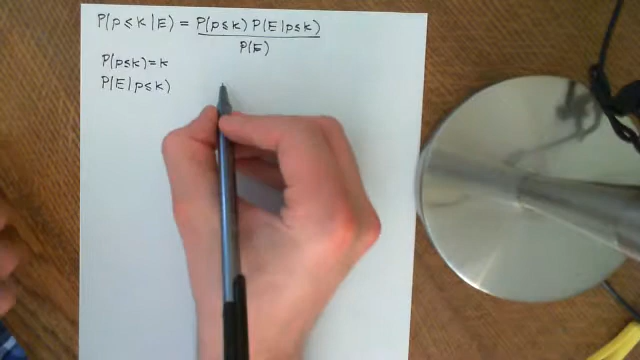 P(p≤k|E) = P(p≤k) P(E|p≤k)
P(E)
P(p≤k)=k
P(E|p≤k)